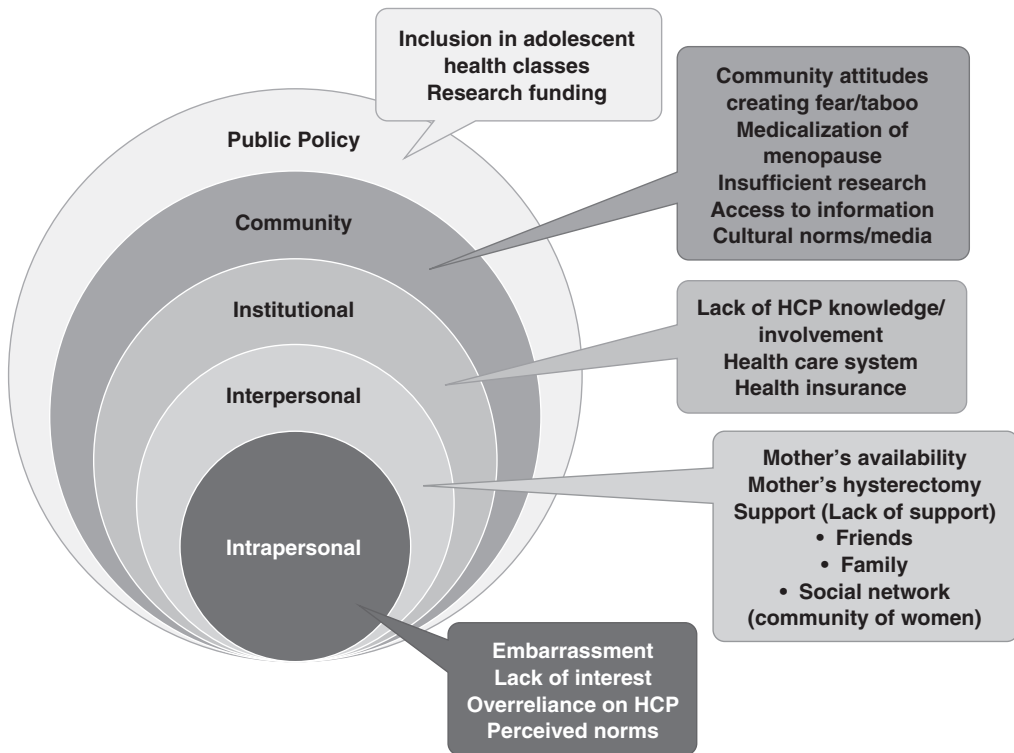 Inclusion in adolescent
health classes
Research funding
Public Policy
Community attitudes
creating fear/taboo
Medicalization of
menopause
Insufficient research
Access to information
Cultural norms/media
Community
Institutional
Lack of HCP knowledge/
involvement
Health care system
Health insurance
Interpersonal
Mother's availability
Mother's hysterectomy
Support (Lack of support)
• Friends
• Family
• Social network
(community of women)
Intrapersonal
Embarrassment
Lack of interest
Overreliance on HCP
Perceived norms